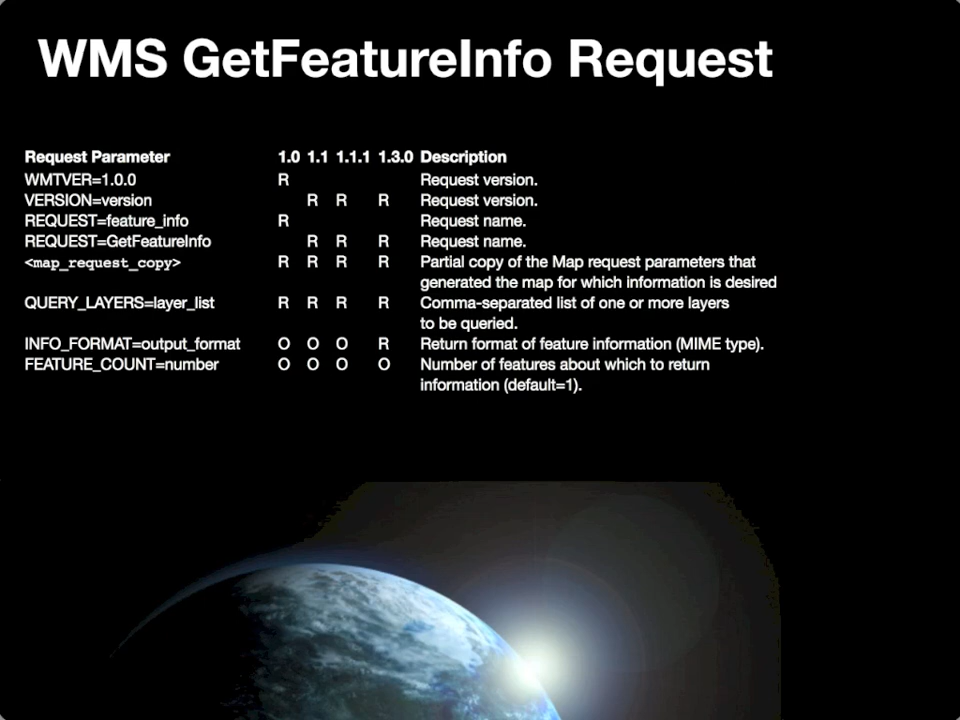 WMS GetFeatureInfo Request
Request Parameter 1.0 1.1 1.1.1 1.3.0 Description
WMTVER=1.0.0 R Request version.
VERSION=version R R R Request version.
REQUEST=feature_info R Request name.
REQUEST=GetFeatureInfo R R R Request name.
<map_request_copy> R R R R Partial copy of the Map request parameters that
generated the map for which information is desired
QUERY_LAYERS=layer_list R R R R Comma-separated list of one or more layers
to be queried.
INFO_FORMAT=output_format O O O R Return format of feature information (MIME type).
FEATURE_COUNT=number O O O O Number of features about which to return
information (default=1).